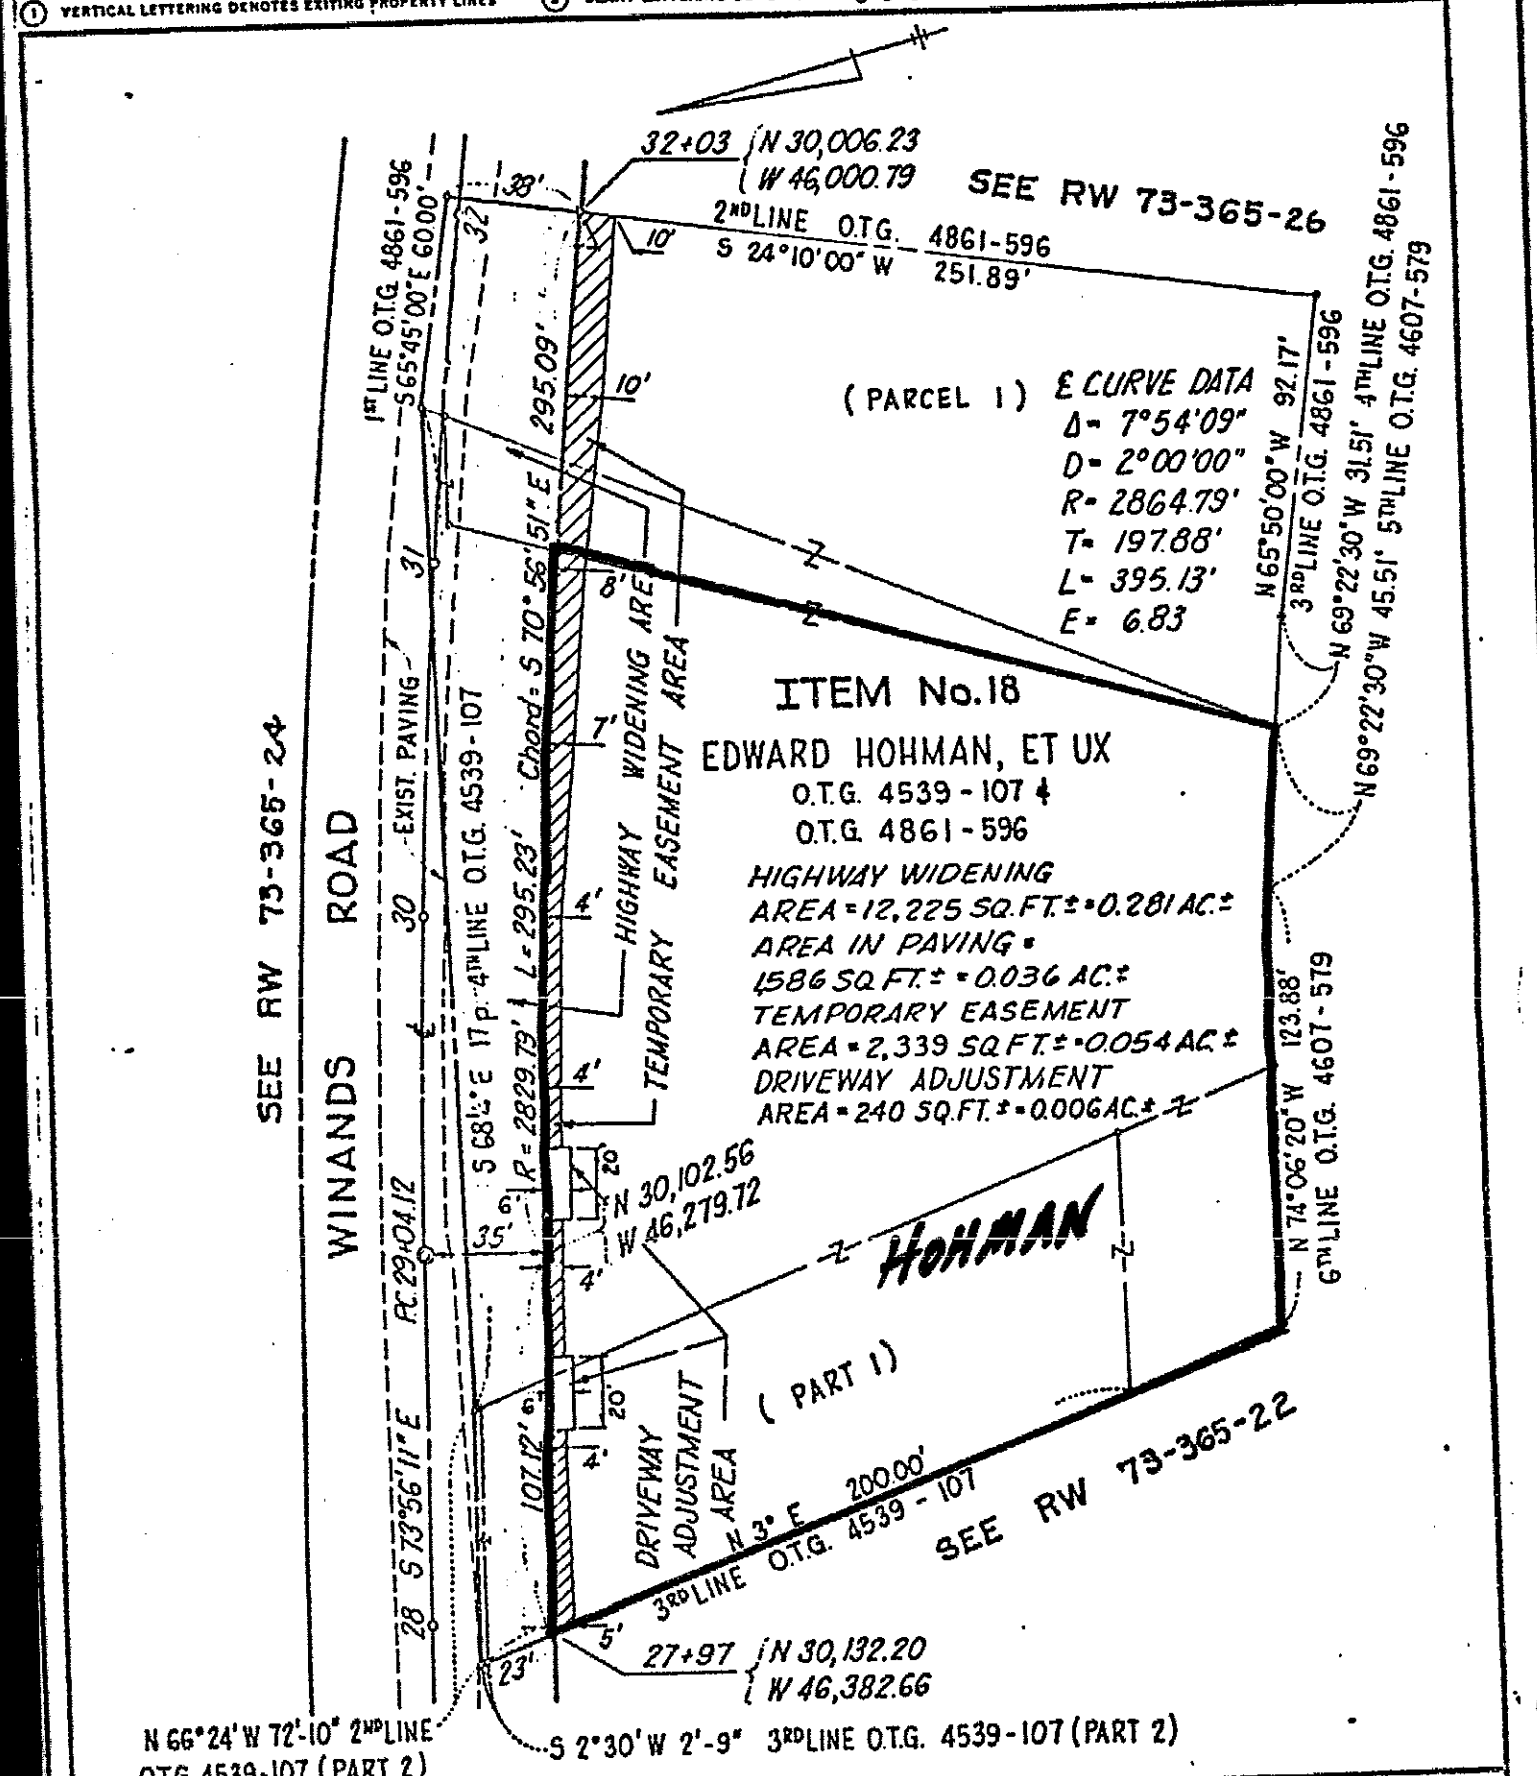 ① VERTICAL LETTERING DENOTES EXITING PROPERTY LINES
32+03 { N 30,006.23
W 46,000.79
SEE RW 73-365-26
38'
2ND LINE O.T.G. 4861-596
S 24°10'00" W 251.89'
10'
1ST LINE O.T.G. 4861-596
S 65°45'00" E 60.00'
32
10'
(PARCEL 1)
₤ CURVE DATA
Δ= 7°54'09"
D= 2°00'00"
R= 2864.79'
T= 197.88'
L= 395.13'
E= 6.83
N 65°50'00" W 92.17'
3RD LINE O.T.G. 4861-596
N 69°22'30" W 31.51' 4TH LINE O.T.G. 4861-596
N 69°22'30" W 45.51' 5TH LINE O.T.G. 4607-579
31
8'
7'
4'
4'
ITEM No. 18
EDWARD HOHMAN, ET UX
O.T.G. 4539-107 &
O.T.G. 4861-596
HIGHWAY WIDENING
AREA = 12,225 SQ. FT. ± = 0.281 AC. ±
AREA IN PAVING =
1,586 SQ FT. ± = 0.036 AC. ±
TEMPORARY EASEMENT
AREA = 2,339 SQ FT. ± = 0.054 AC. ±
DRIVEWAY ADJUSTMENT
AREA = 240 SQ. FT. ± = 0.006 AC. ±
SEE RW 73-365-24
WINANDS ROAD
EXIST. PAVING
30
S 68¼° E 17 p. 4TH LINE O.T.G. 4539-107
R = 2829.79' L = 295.23' Chord = S 70°56'51" E 295.09'
HIGHWAY WIDENING AREA
TEMPORARY EASEMENT AREA
N 74°06'20" W 123.88'
6TH LINE O.T.G. 4607-579
P.C. 29+04.12
35'
6'
20'
N 30,102.56
W 46,279.72
4'
HOHMAN
(PART 1)
28 S 73°56'11" E
107.12'
6'
20'
4'
DRIVEWAY
ADJUSTMENT
AREA
N 3° E 200.00'
3RD LINE O.T.G. 4539-107
SEE RW 73-365-22
23'
5'
27+97 { N 30,132.20
W 46,382.66
N 66°24' W 72'-10" 2ND LINE
OTG 4539-107 (PART 2)
S 2°30' W 2'-9" 3RD LINE O.T.G. 4539-107 (PART 2)